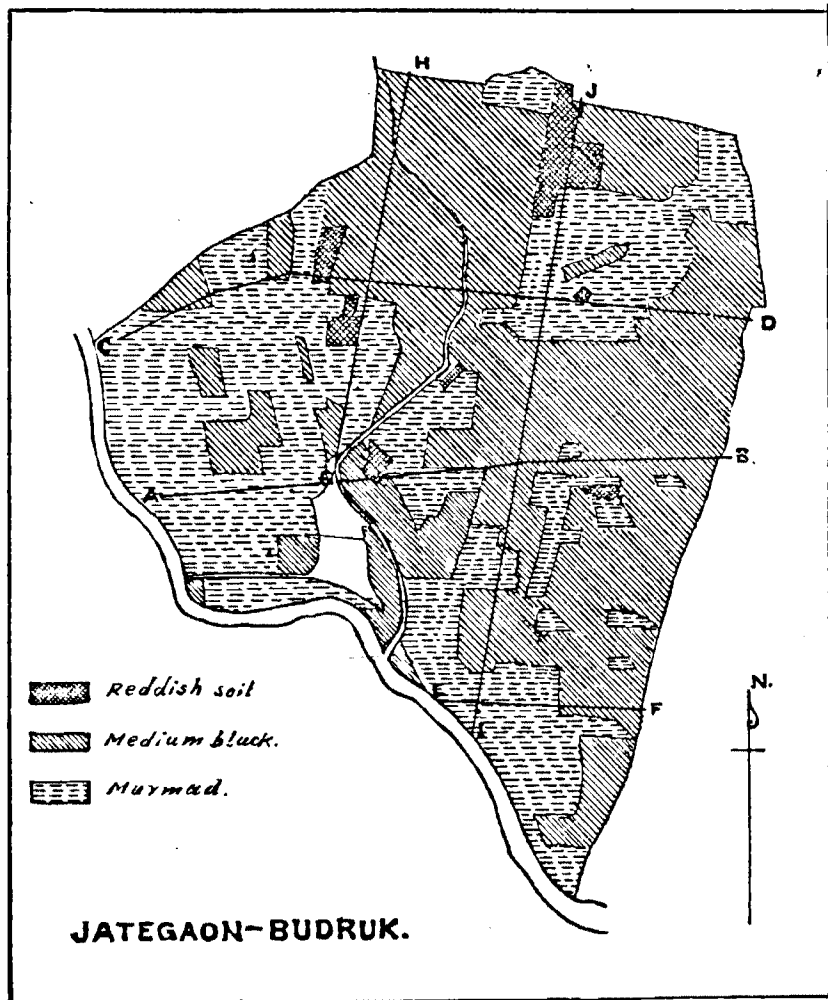 H
J
C
D
A
G
B
E
F
I
N.
Reddish soil
Medium black.
Murmad.
JATEGAON-BUDRUK.